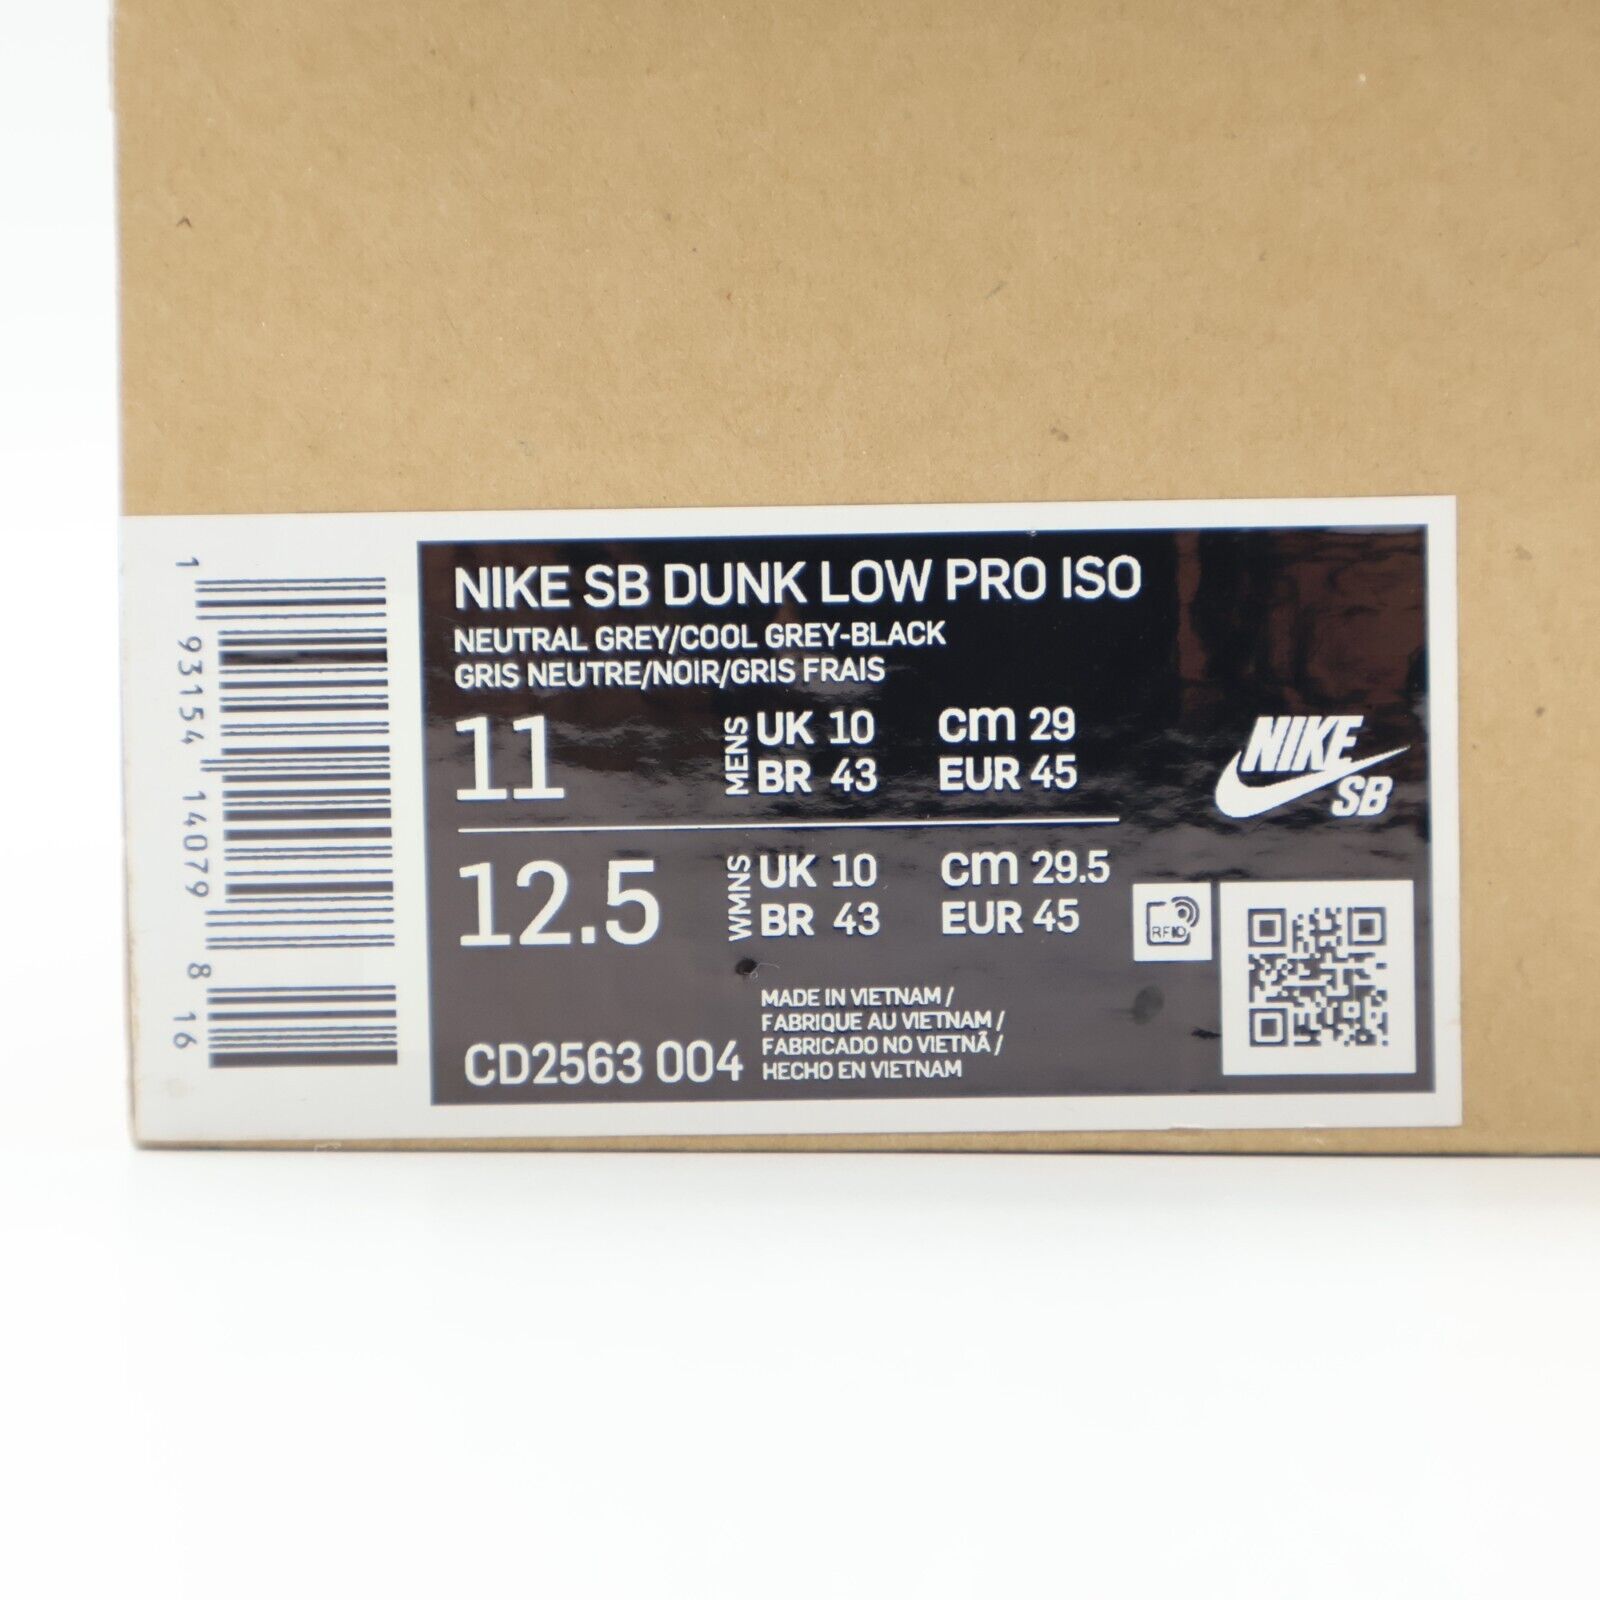 NIKE SB DUNK LOW PRO ISO
NEUTRAL GREY/COOL GREY-BLACK
GRIS NEUTRE/NOIR/GRIS FRAIS
11 MENS UK 10 cm 29
BR 43 EUR 45
12.5 WMNS UK 10 cm 29.5
BR 43 EUR 45
NIKE
SB
RFID
MADE IN VIETNAM /
FABRIQUE AU VIETNAM /
FABRICADO NO VIETNÃ /
HECHO EN VIETNAM
CD2563 004
1 93154 14079 8 16